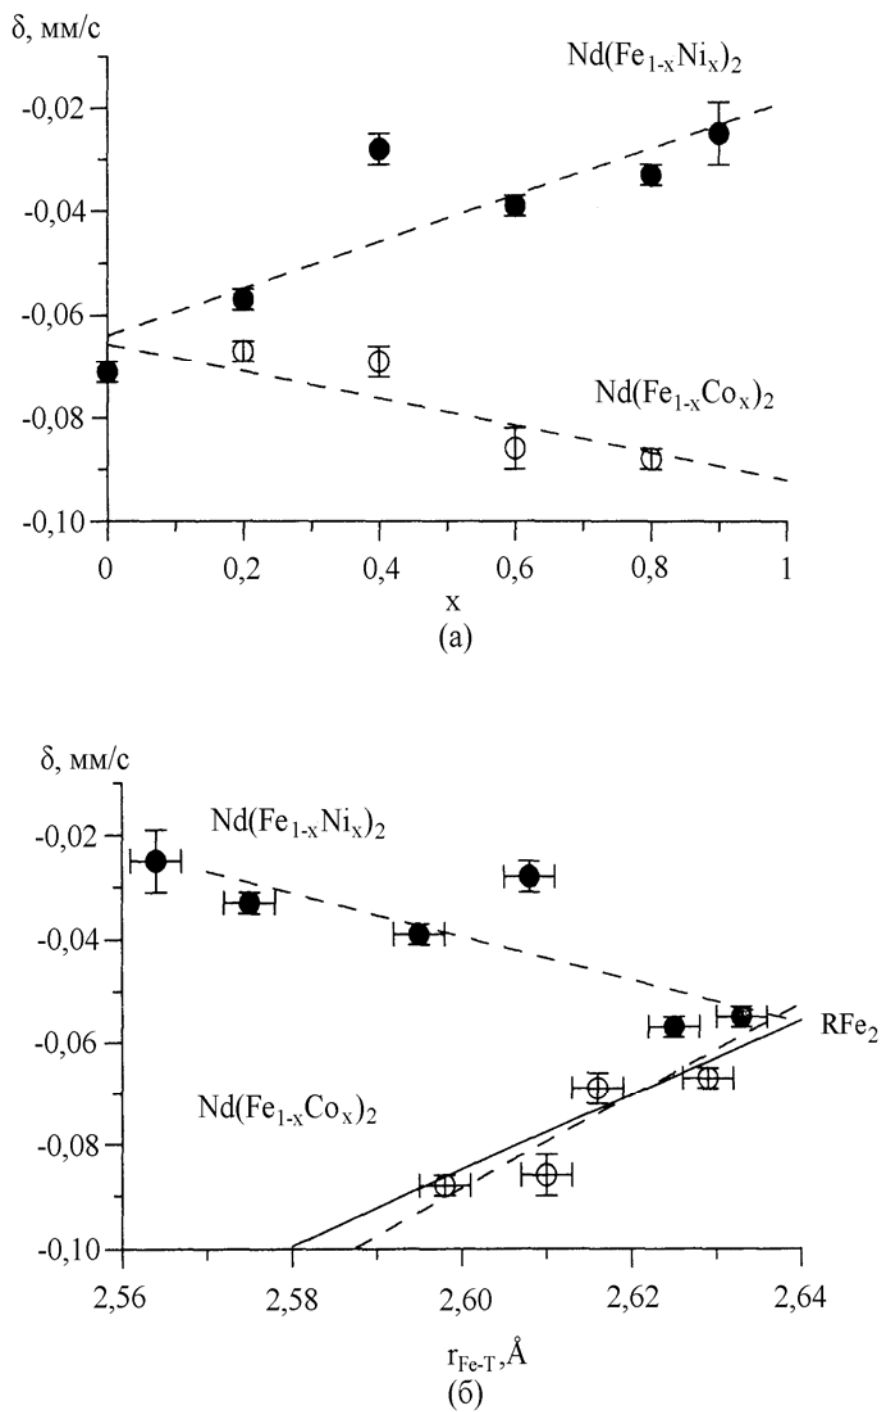 δ, мм/с
Nd(Fe₁₋ₓNiₓ)₂
-0,02
-0,04
-0,06
Nd(Fe₁₋ₓCoₓ)₂
-0,08
-0,10
0 0,2 0,4 0,6 0,8 1
x
(а)
δ, мм/с
Nd(Fe₁₋ₓNiₓ)₂
-0,02
-0,04
RFe₂
-0,06
Nd(Fe₁₋ₓCoₓ)₂
-0,08
-0,10
2,56 2,58 2,60 2,62 2,64
r_Fe-T,Å
(б)